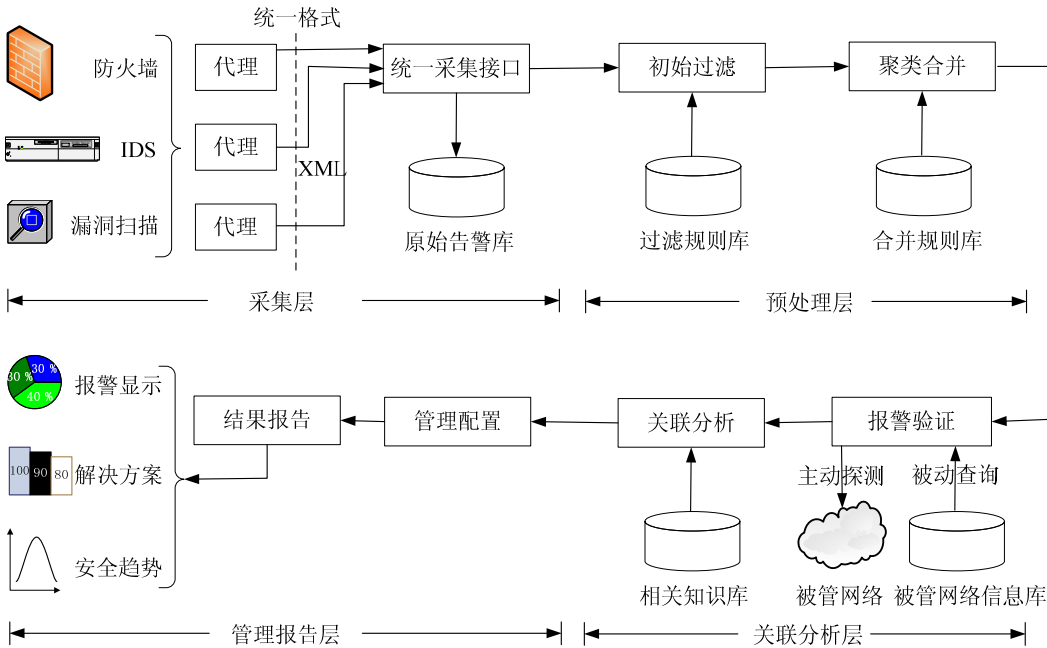 统一格式
防火墙
代理
统一采集接口
初始过滤
聚类合并
IDS
代理
XML
漏洞扫描
代理
原始告警库
过滤规则库
合并规则库
采集层
预处理层
30 %
30 %
40 %
报警显示
结果报告
管理配置
关联分析
报警验证
100
90
80
解决方案
主动探测
被动查询
安全趋势
相关知识库
被管网络
被管网络信息库
管理报告层
关联分析层